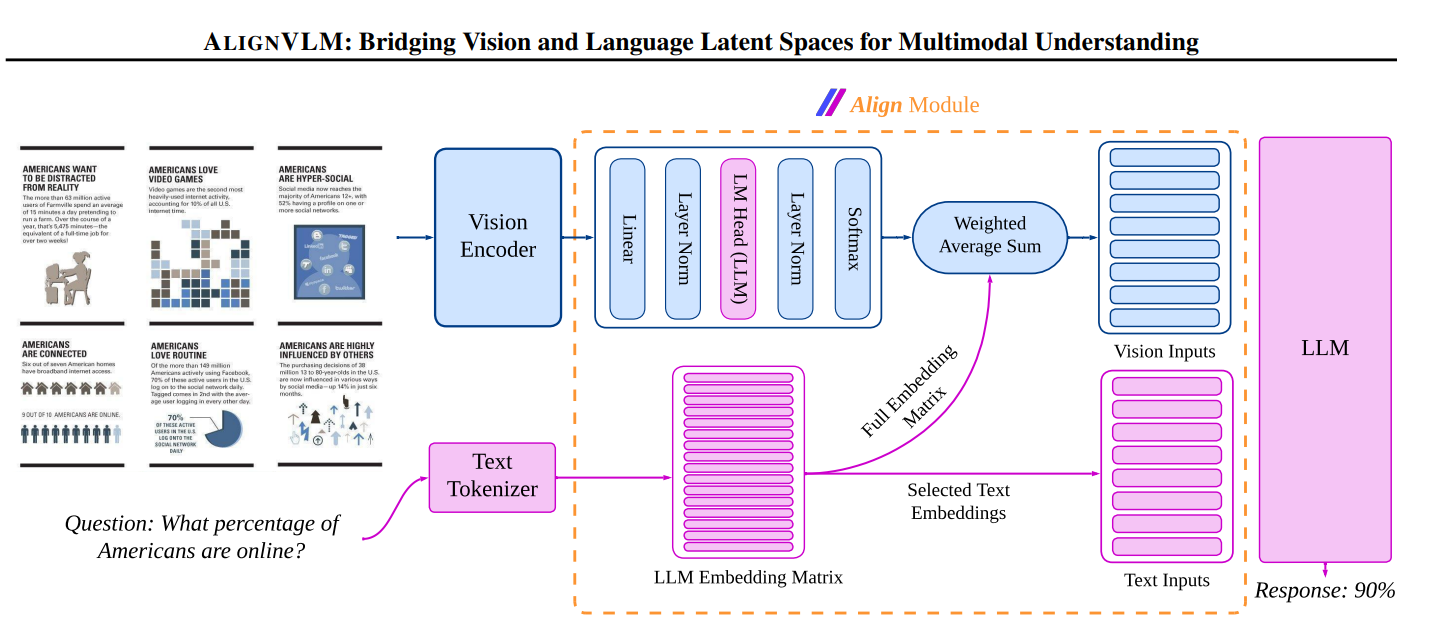 ALIGNVLM: Bridging Vision and Language Latent Spaces for Multimodal Understanding
Align Module
AMERICANS WANT
TO BE DISTRACTED
FROM REALITY
The more than 63 million active
users of Farmville spend an average
of 15 minutes a day pretending to
run a farm. Over the course of a
year, that's 5,475 minutes—the
equivalent of a full-time job for
over two weeks!
AMERICANS LOVE
VIDEO GAMES
Video games are the second most
heavily-used internet activity,
accounting for 10% of all U.S.
internet time.
AMERICANS
ARE HYPER-SOCIAL
Social media now reaches the
majority of Americans 12+, with
52% having a profile on one or
more social networks.
facebook
twitter
AMERICANS
ARE CONNECTED
Six out of seven American homes
have broadband internet access.
9 OUT OF 10 AMERICANS ARE ONLINE.
AMERICANS
LOVE ROUTINE
Of the more than 149 million
Americans actively using Facebook,
70% of these active users in the U.S.
log on to the social network daily.
Tagged comes in 2nd with the aver-
age user logging in every other day.
70%
OF THESE ACTIVE
USERS IN THE U.S.
LOG ONTO THE
SOCIAL NETWORK
DAILY
AMERICANS ARE HIGHLY
INFLUENCED BY OTHERS
The purchasing decisions of 38
million 13 to 80-year-olds in the U.S.
are now influenced in various ways
by social media—up 14% in just six
months.
Question: What percentage of
Americans are online?
Vision
Encoder
Text
Tokenizer
Linear
Layer Norm
LM Head (LLM)
Layer Norm
Softmax
Weighted
Average Sum
Full Embedding
Matrix
LLM Embedding Matrix
Selected Text
Embeddings
Vision Inputs
Text Inputs
LLM
Response: 90%